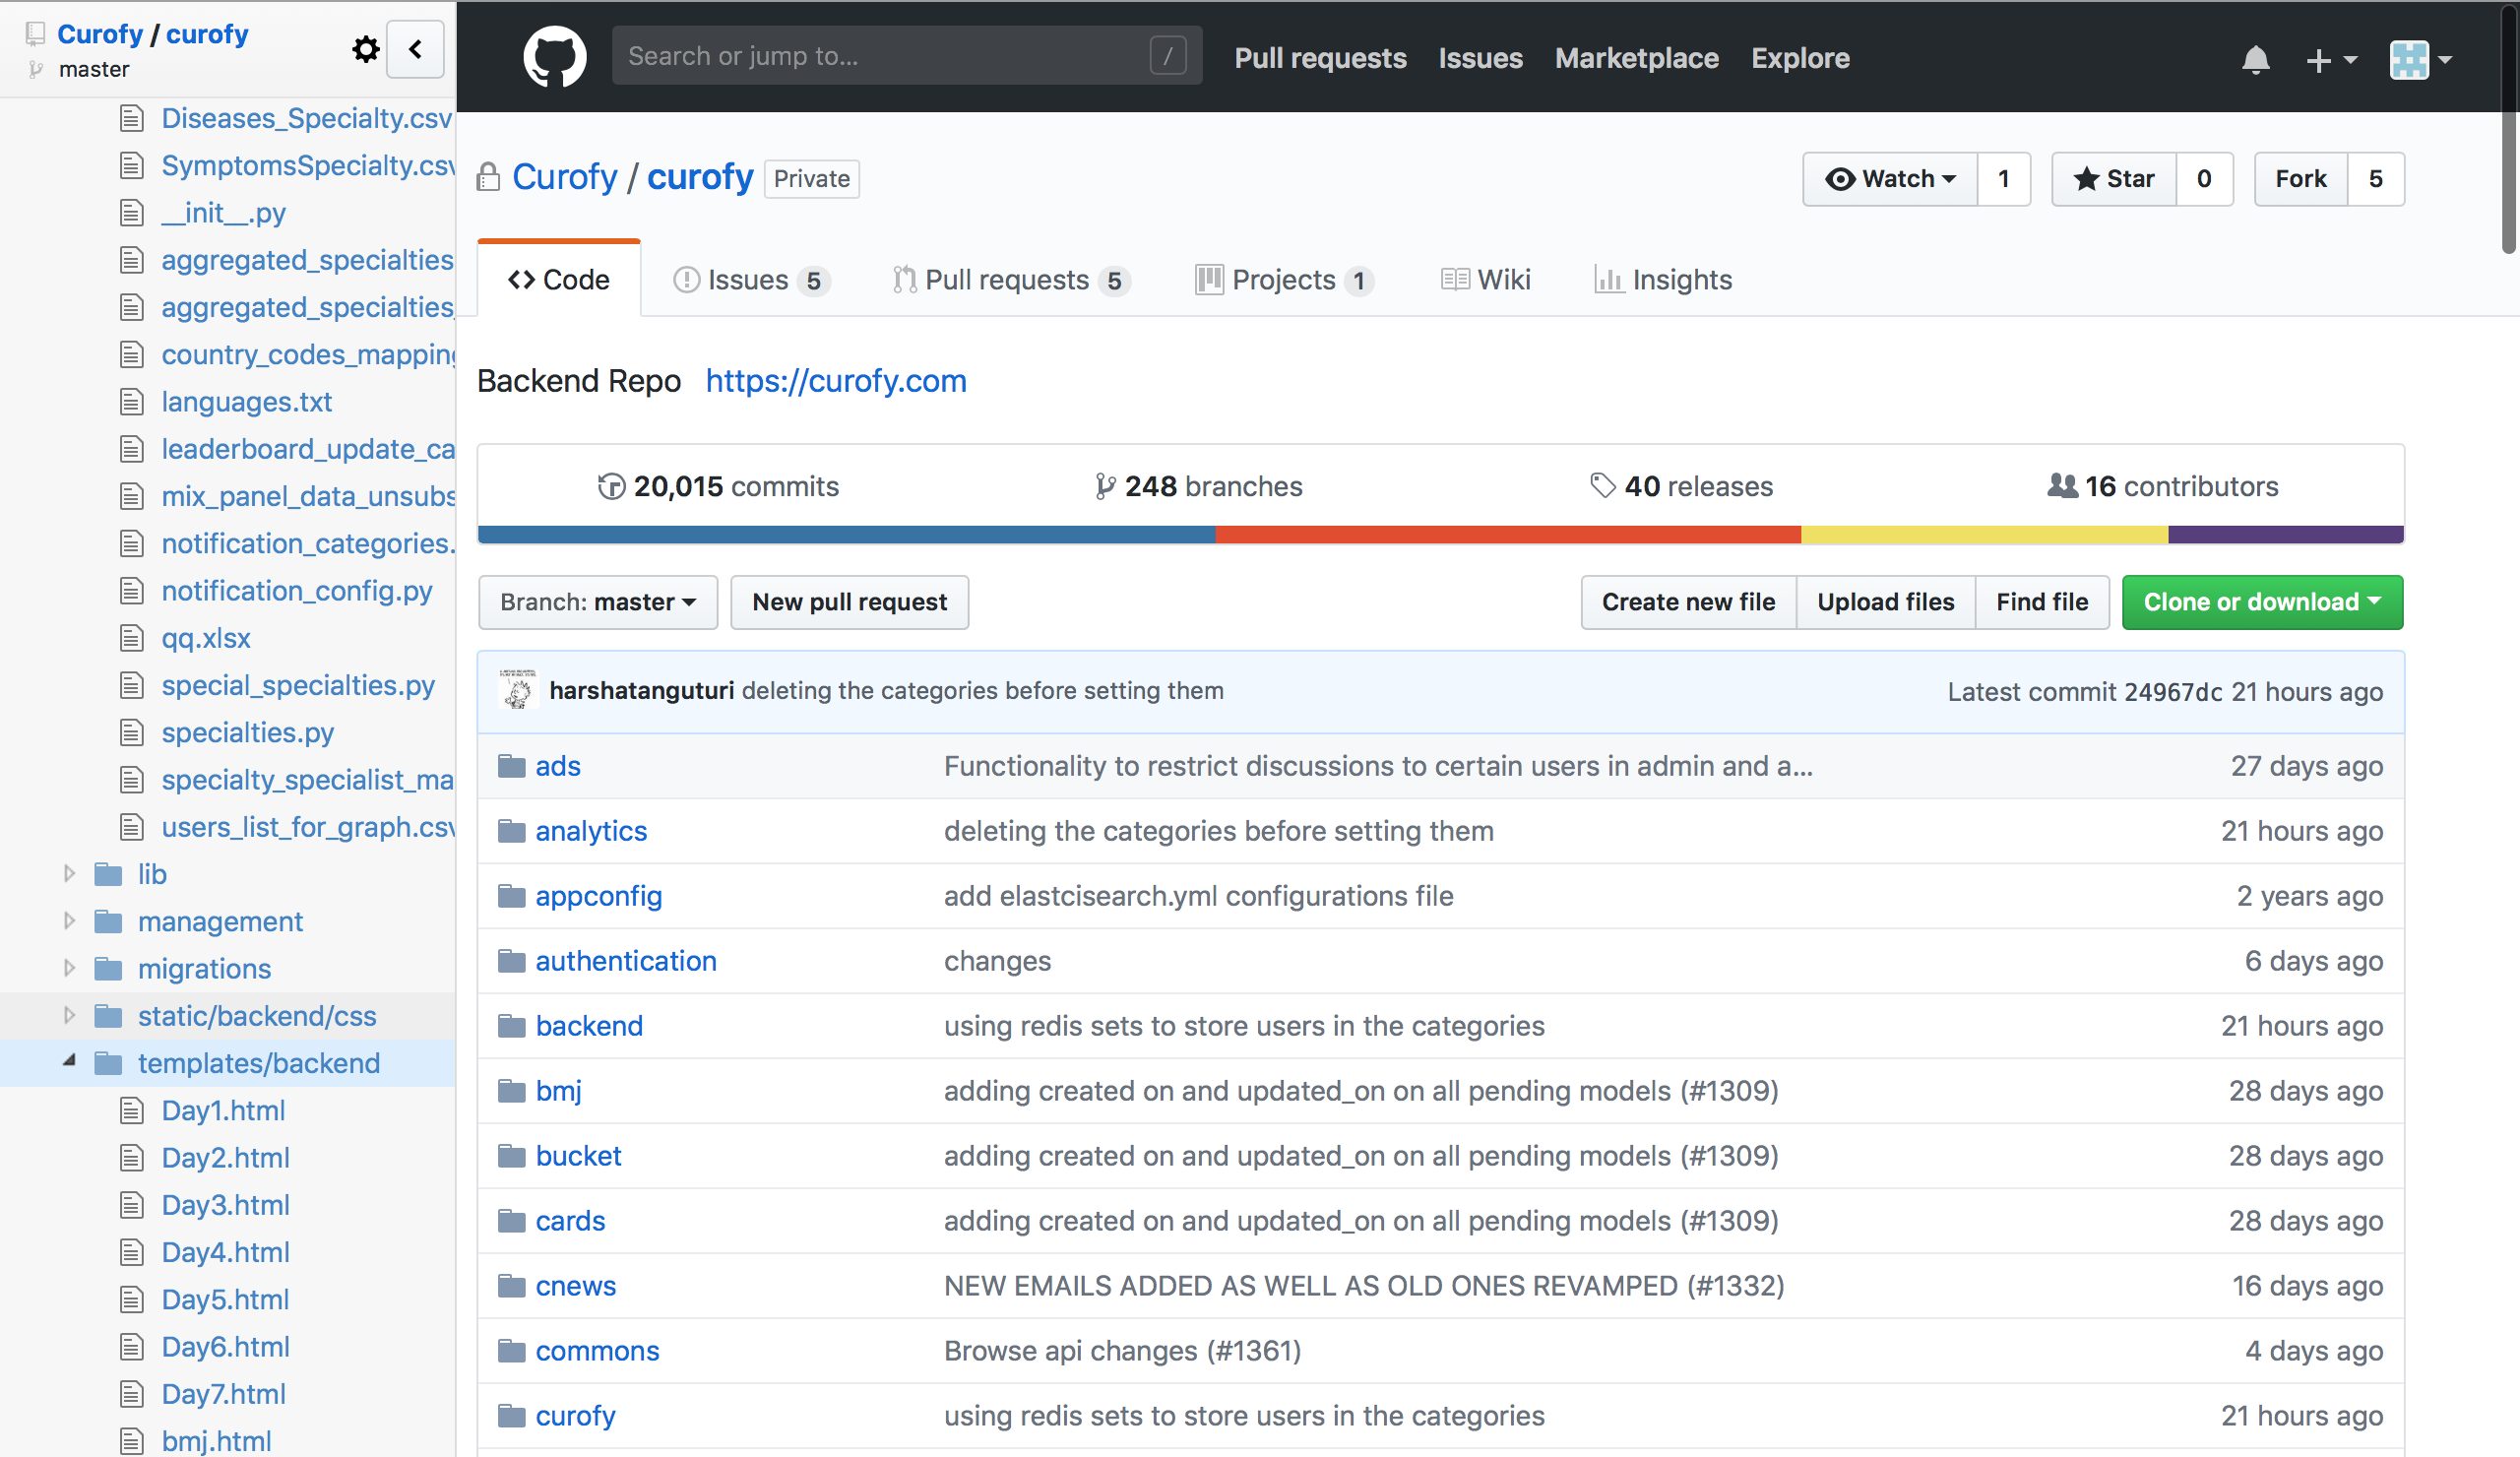 Curofy / curofy
master
Diseases_Specialty.csv
SymptomsSpecialty.csv
__init__.py
aggregated_specialties
aggregated_specialties_
country_codes_mapping
languages.txt
leaderboard_update_ca
mix_panel_data_unsubs
notification_categories.
notification_config.py
qq.xlsx
special_specialties.py
specialties.py
specialty_specialist_ma
users_list_for_graph.csv
lib
management
migrations
static/backend/css
templates/backend
Day1.html
Day2.html
Day3.html
Day4.html
Day5.html
Day6.html
Day7.html
bmj.html
Search or jump to... / Pull requests Issues Marketplace Explore
Curofy / curofy Private Watch 1 Star 0 Fork 5
Code Issues 5 Pull requests 5 Projects 1 Wiki Insights
Backend Repo https://curofy.com
20,015 commits 248 branches 40 releases 16 contributors
Branch: master New pull request Create new file Upload files Find file Clone or download
harshatanguturi deleting the categories before setting them Latest commit 24967dc 21 hours ago
ads Functionality to restrict discussions to certain users in admin and a... 27 days ago
analytics deleting the categories before setting them 21 hours ago
appconfig add elastcisearch.yml configurations file 2 years ago
authentication changes 6 days ago
backend using redis sets to store users in the categories 21 hours ago
bmj adding created on and updated_on on all pending models (#1309) 28 days ago
bucket adding created on and updated_on on all pending models (#1309) 28 days ago
cards adding created on and updated_on on all pending models (#1309) 28 days ago
cnews NEW EMAILS ADDED AS WELL AS OLD ONES REVAMPED (#1332) 16 days ago
commons Browse api changes (#1361) 4 days ago
curofy using redis sets to store users in the categories 21 hours ago